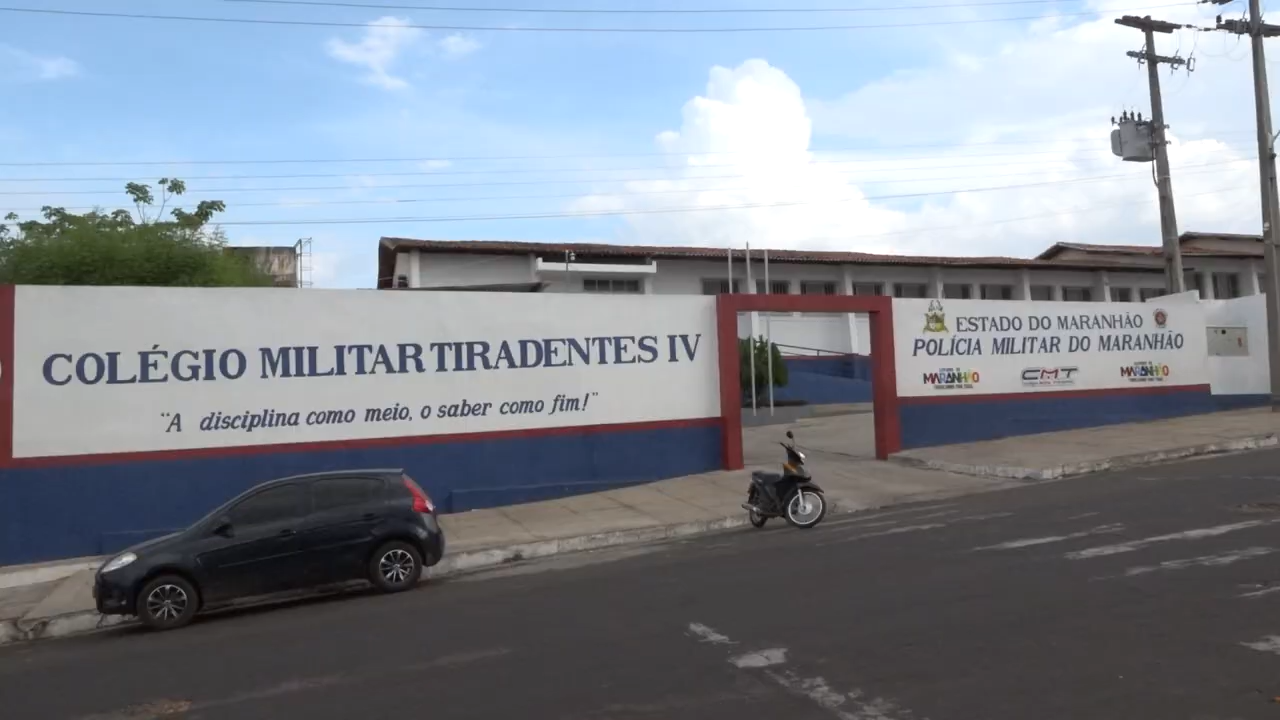 COLÉGIO MILITAR TIRADENTES IV
"A disciplina como meio, o saber como fim!"
ESTADO DO MARANHÃO
POLÍCIA MILITAR DO MARANHÃO
MARANHÃO
CMT
MARANHÃO